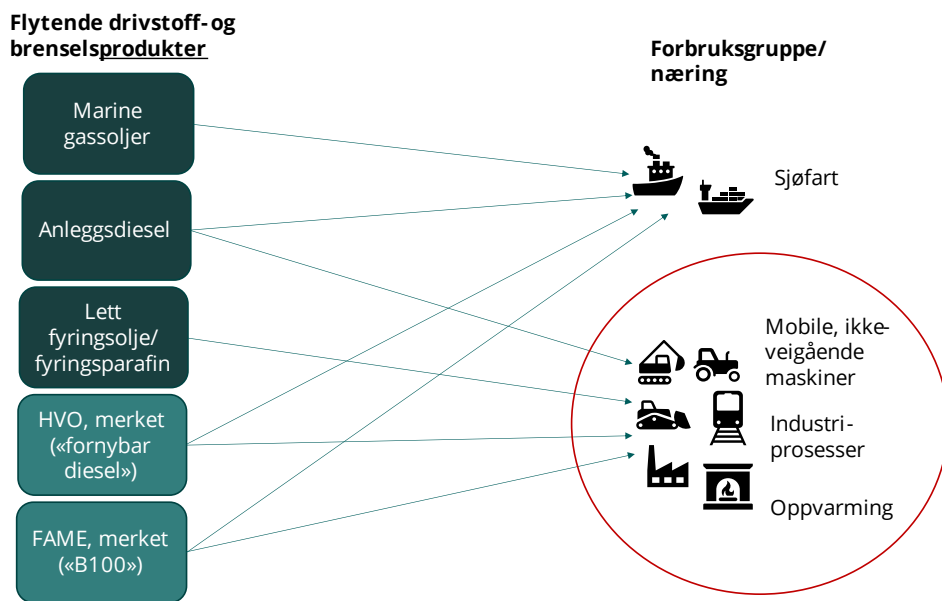 Flytende drivstoff-og
brenselsprodukter
Marine
gassoljer
Anleggsdiesel
Lett
fyringsolje/
fyringsparafin
HVO, merket
(«fornybar
diesel»)
FAME, merket
(«B100»)
Forbruksgruppe/
næring
Sjøfart
Mobile, ikke-
veigående
maskiner
Industri-
prosesser
Oppvarming